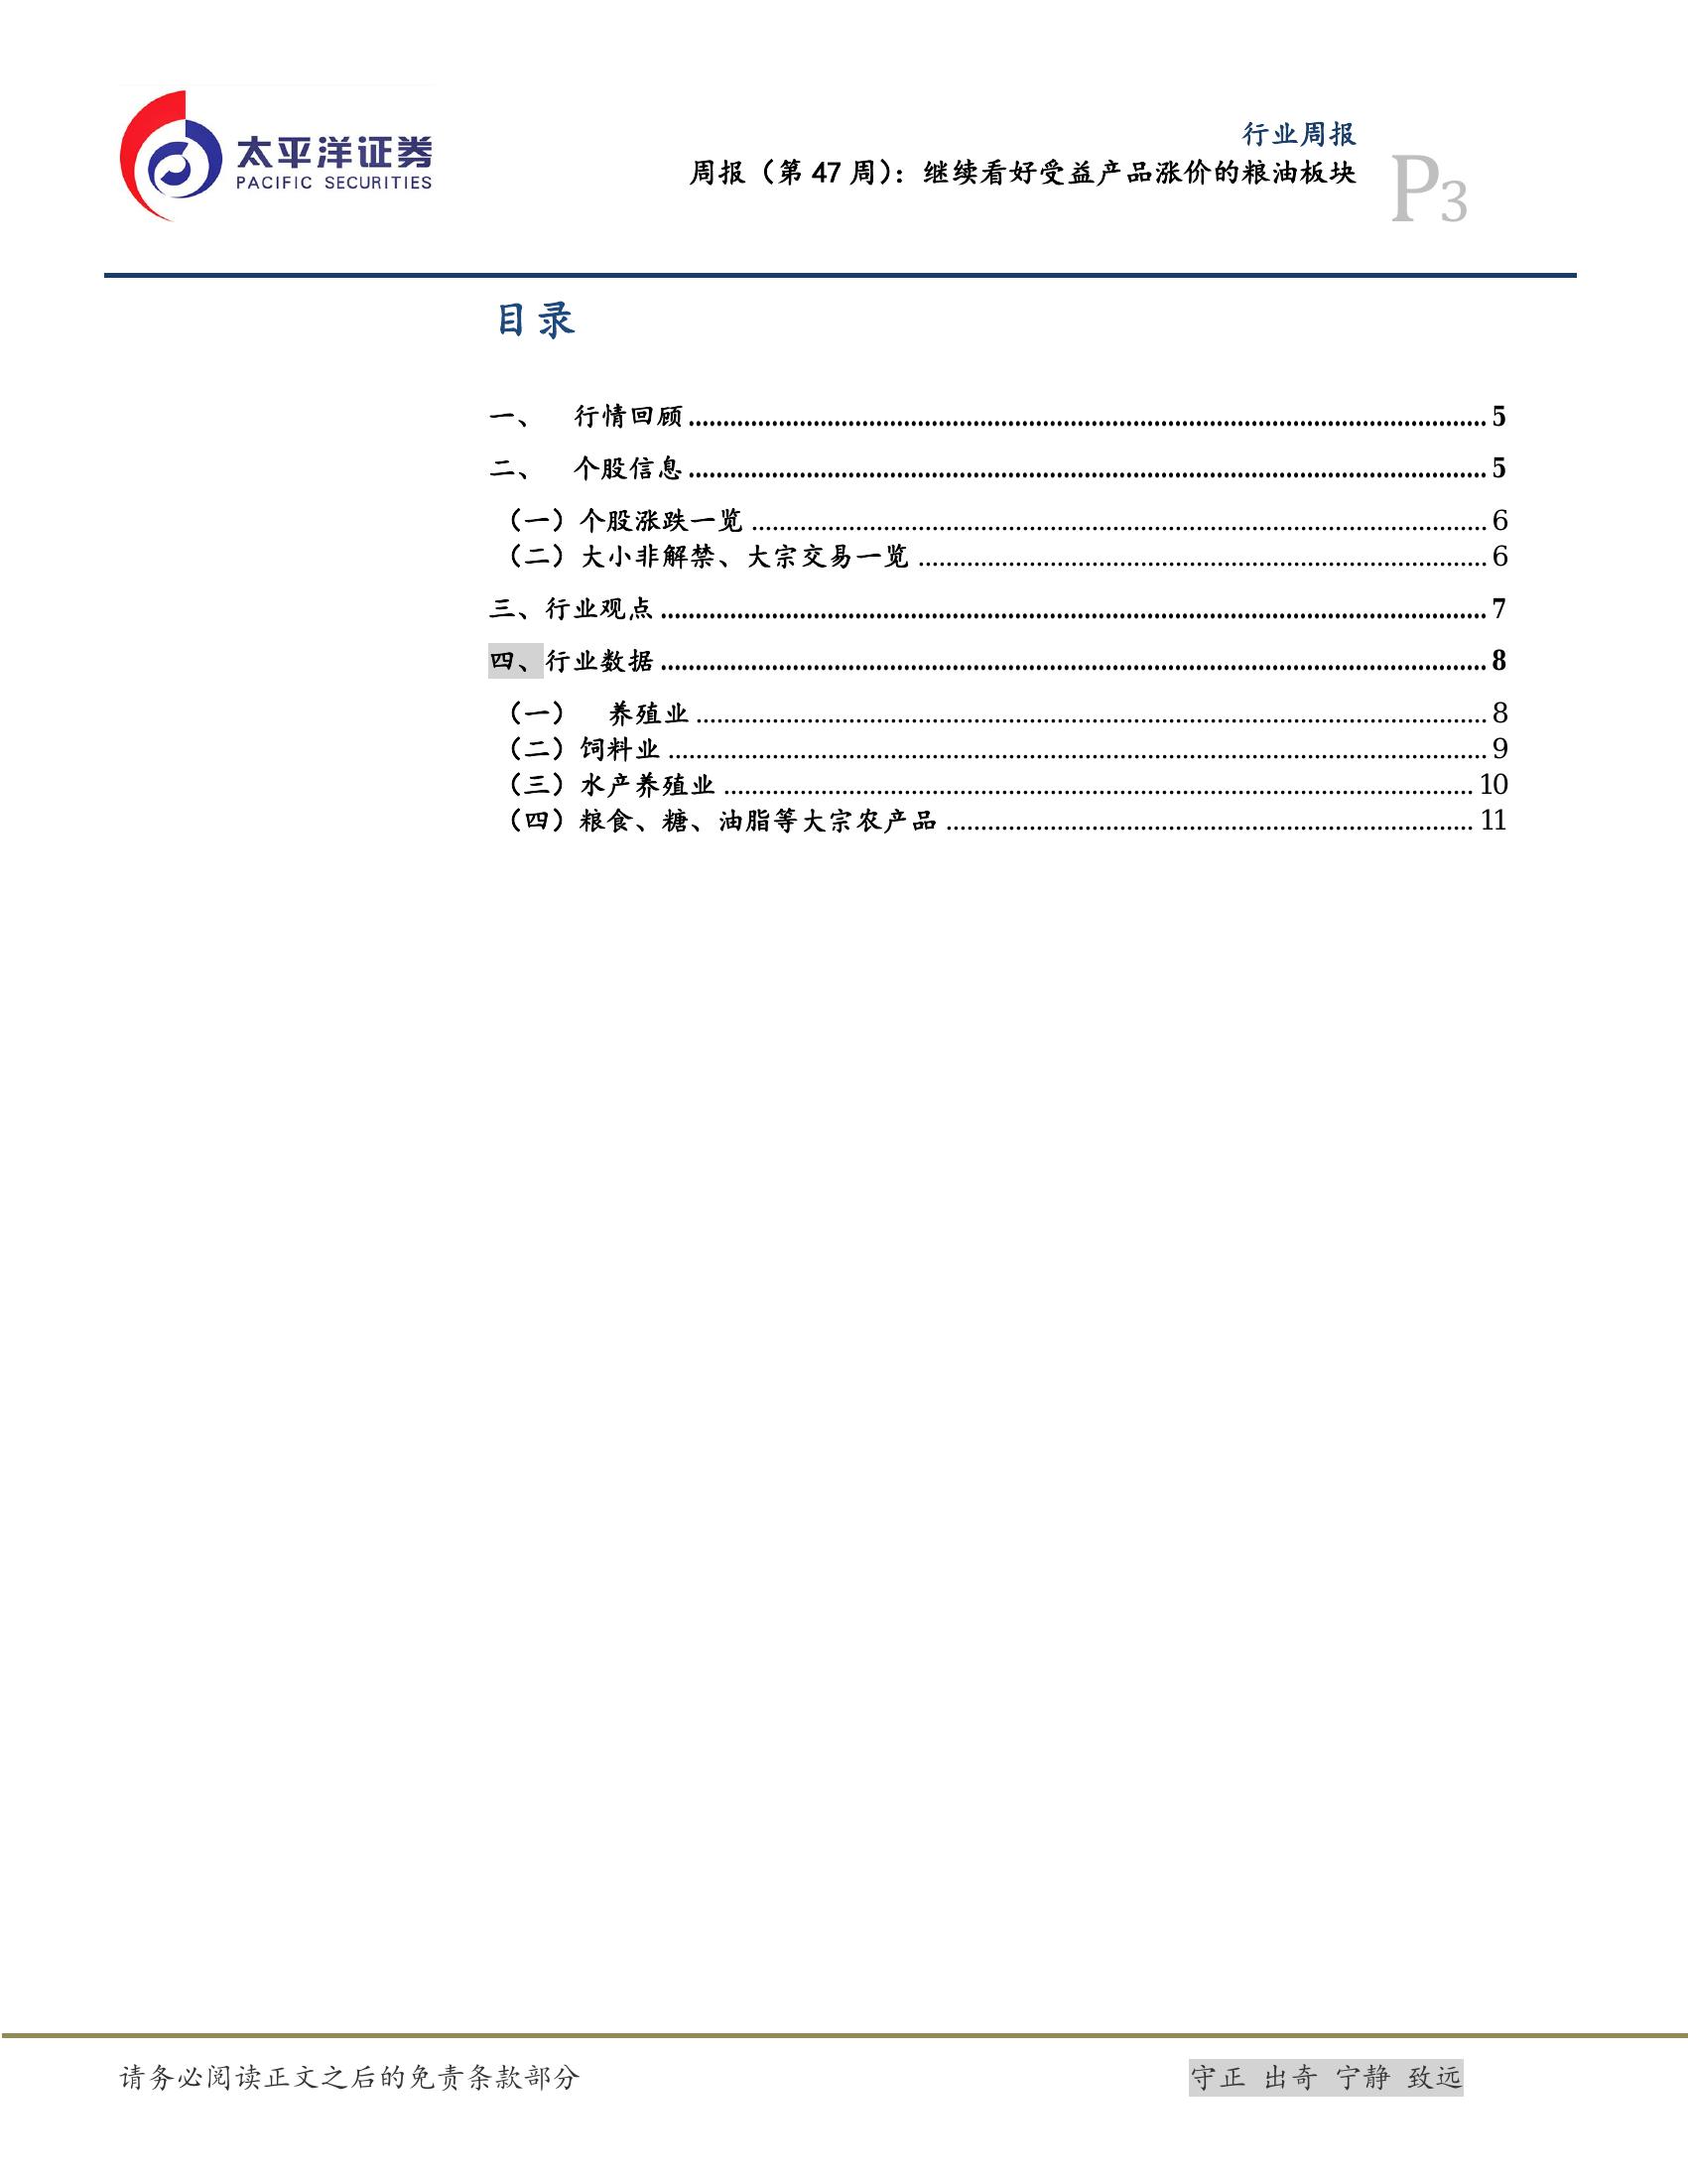 太平洋证券
PACIFIC SECURITIES
行业周报
周报（第 47 周）：继续看好受益产品涨价的粮油板块
P3
目录
一、 行情回顾 5
二、 个股信息 5
（一）个股涨跌一览 6
（二）大小非解禁、大宗交易一览 6
三、行业观点 7
四、行业数据 8
（一） 养殖业 8
（二）饲料业 9
（三）水产养殖业 10
（四）粮食、糖、油脂等大宗农产品 11
请务必阅读正文之后的免责条款部分
守正 出奇 宁静 致远